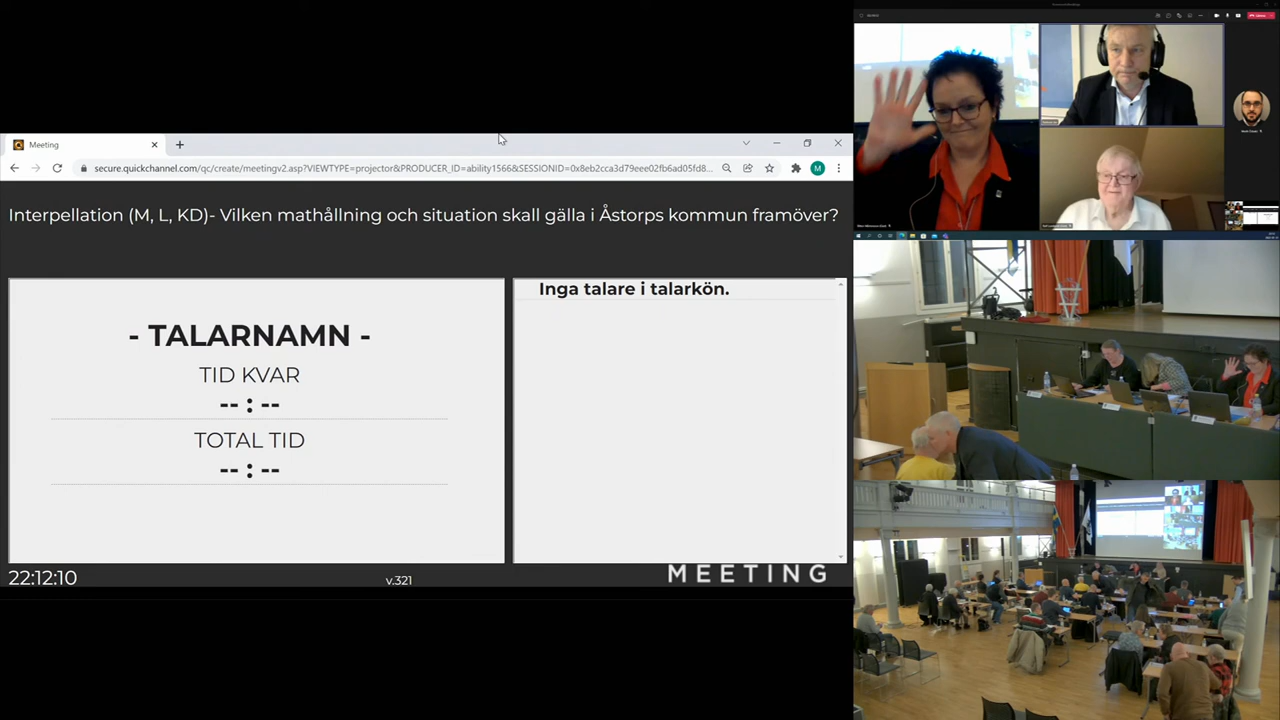 Meeting
secure.quickchannel.com/qc/create/meetingv2.asp?VIEWTYPE=projector&PRODUCER_ID=ability1566&SESSIONID=0x8eb2cca3d79eee02fb6ad05fd8...
M
Interpellation (M, L, KD)- Vilken mathållning och situation skall gälla i Åstorps kommun framöver?
- TALARNAMN -
TID KVAR
-- : --
TOTAL TID
-- : --
Inga talare i talarkön.
22:12:10
v.321
MEETING